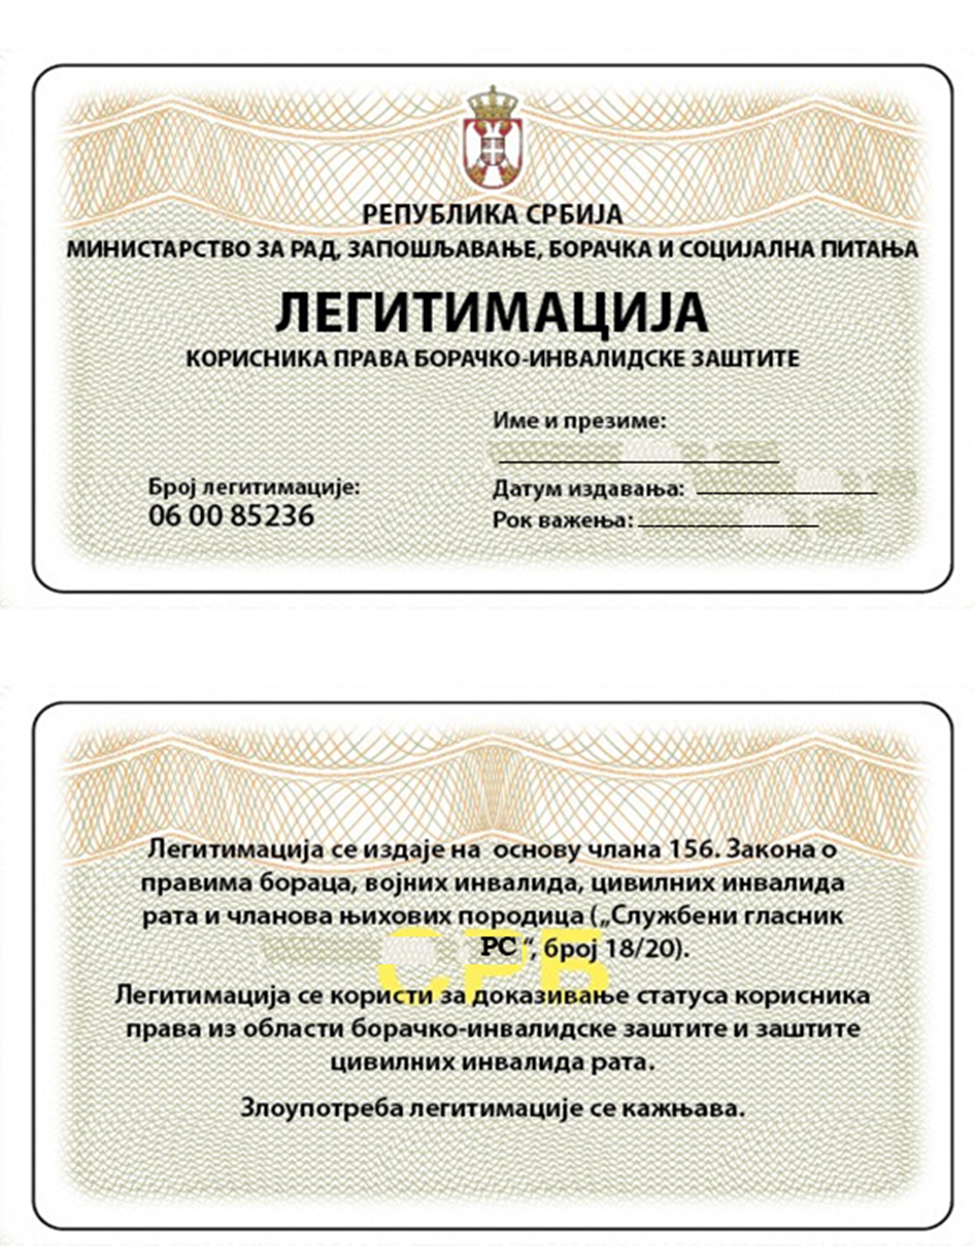 РЕПУБЛИКА СРБИЈА
МИНИСТАРСТВО ЗА РАД, ЗАПОШЉАВАЊЕ, БОРАЧКА И СОЦИЈАЛНА ПИТАЊА
ЛЕГИТИМАЦИЈА
КОРИСНИКА ПРАВА БОРАЧКО-ИНВАЛИДСКЕ ЗАШТИТЕ
Име и презиме:
Број легитимације:
06 00 85236
Датум издавања:
Рок важења:
Легитимација се издаје на основу члана 156. Закона о
правима бораца, војних инвалида, цивилних инвалида
рата и чланова њихових породица („Службени гласник
РС“, број 18/20).
СРБ
Легитимација се користи за доказивање статуса корисника
права из области борачко-инвалидске заштите и заштите
цивилних инвалида рата.
Злоупотреба легитимације се кажњава.